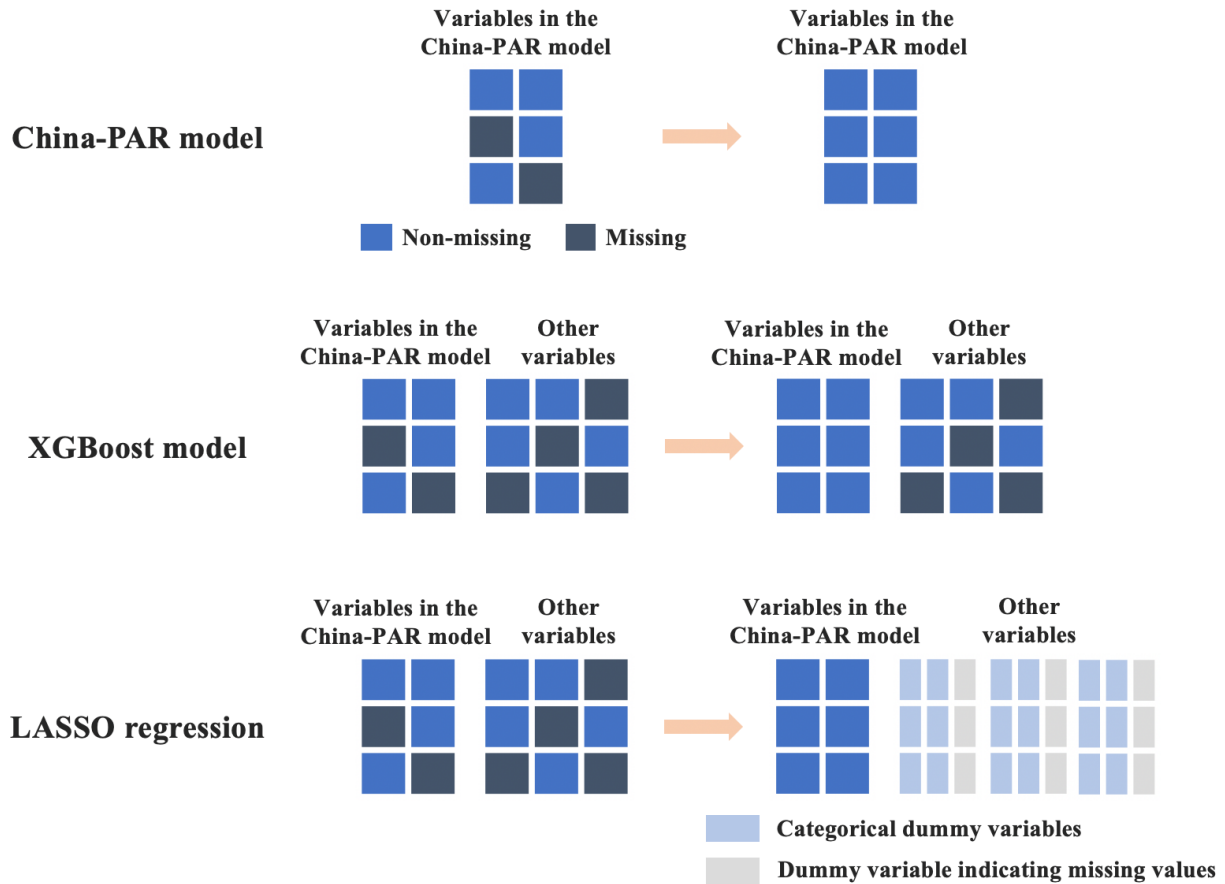 Variables in the
China-PAR model
Variables in the
China-PAR model
China-PAR model
Non-missing
Missing
Variables in the
China-PAR model
Other
variables
Variables in the
China-PAR model
Other
variables
XGBoost model
Variables in the
China-PAR model
Other
variables
Variables in the
China-PAR model
Other
variables
LASSO regression
Categorical dummy variables
Dummy variable indicating missing values